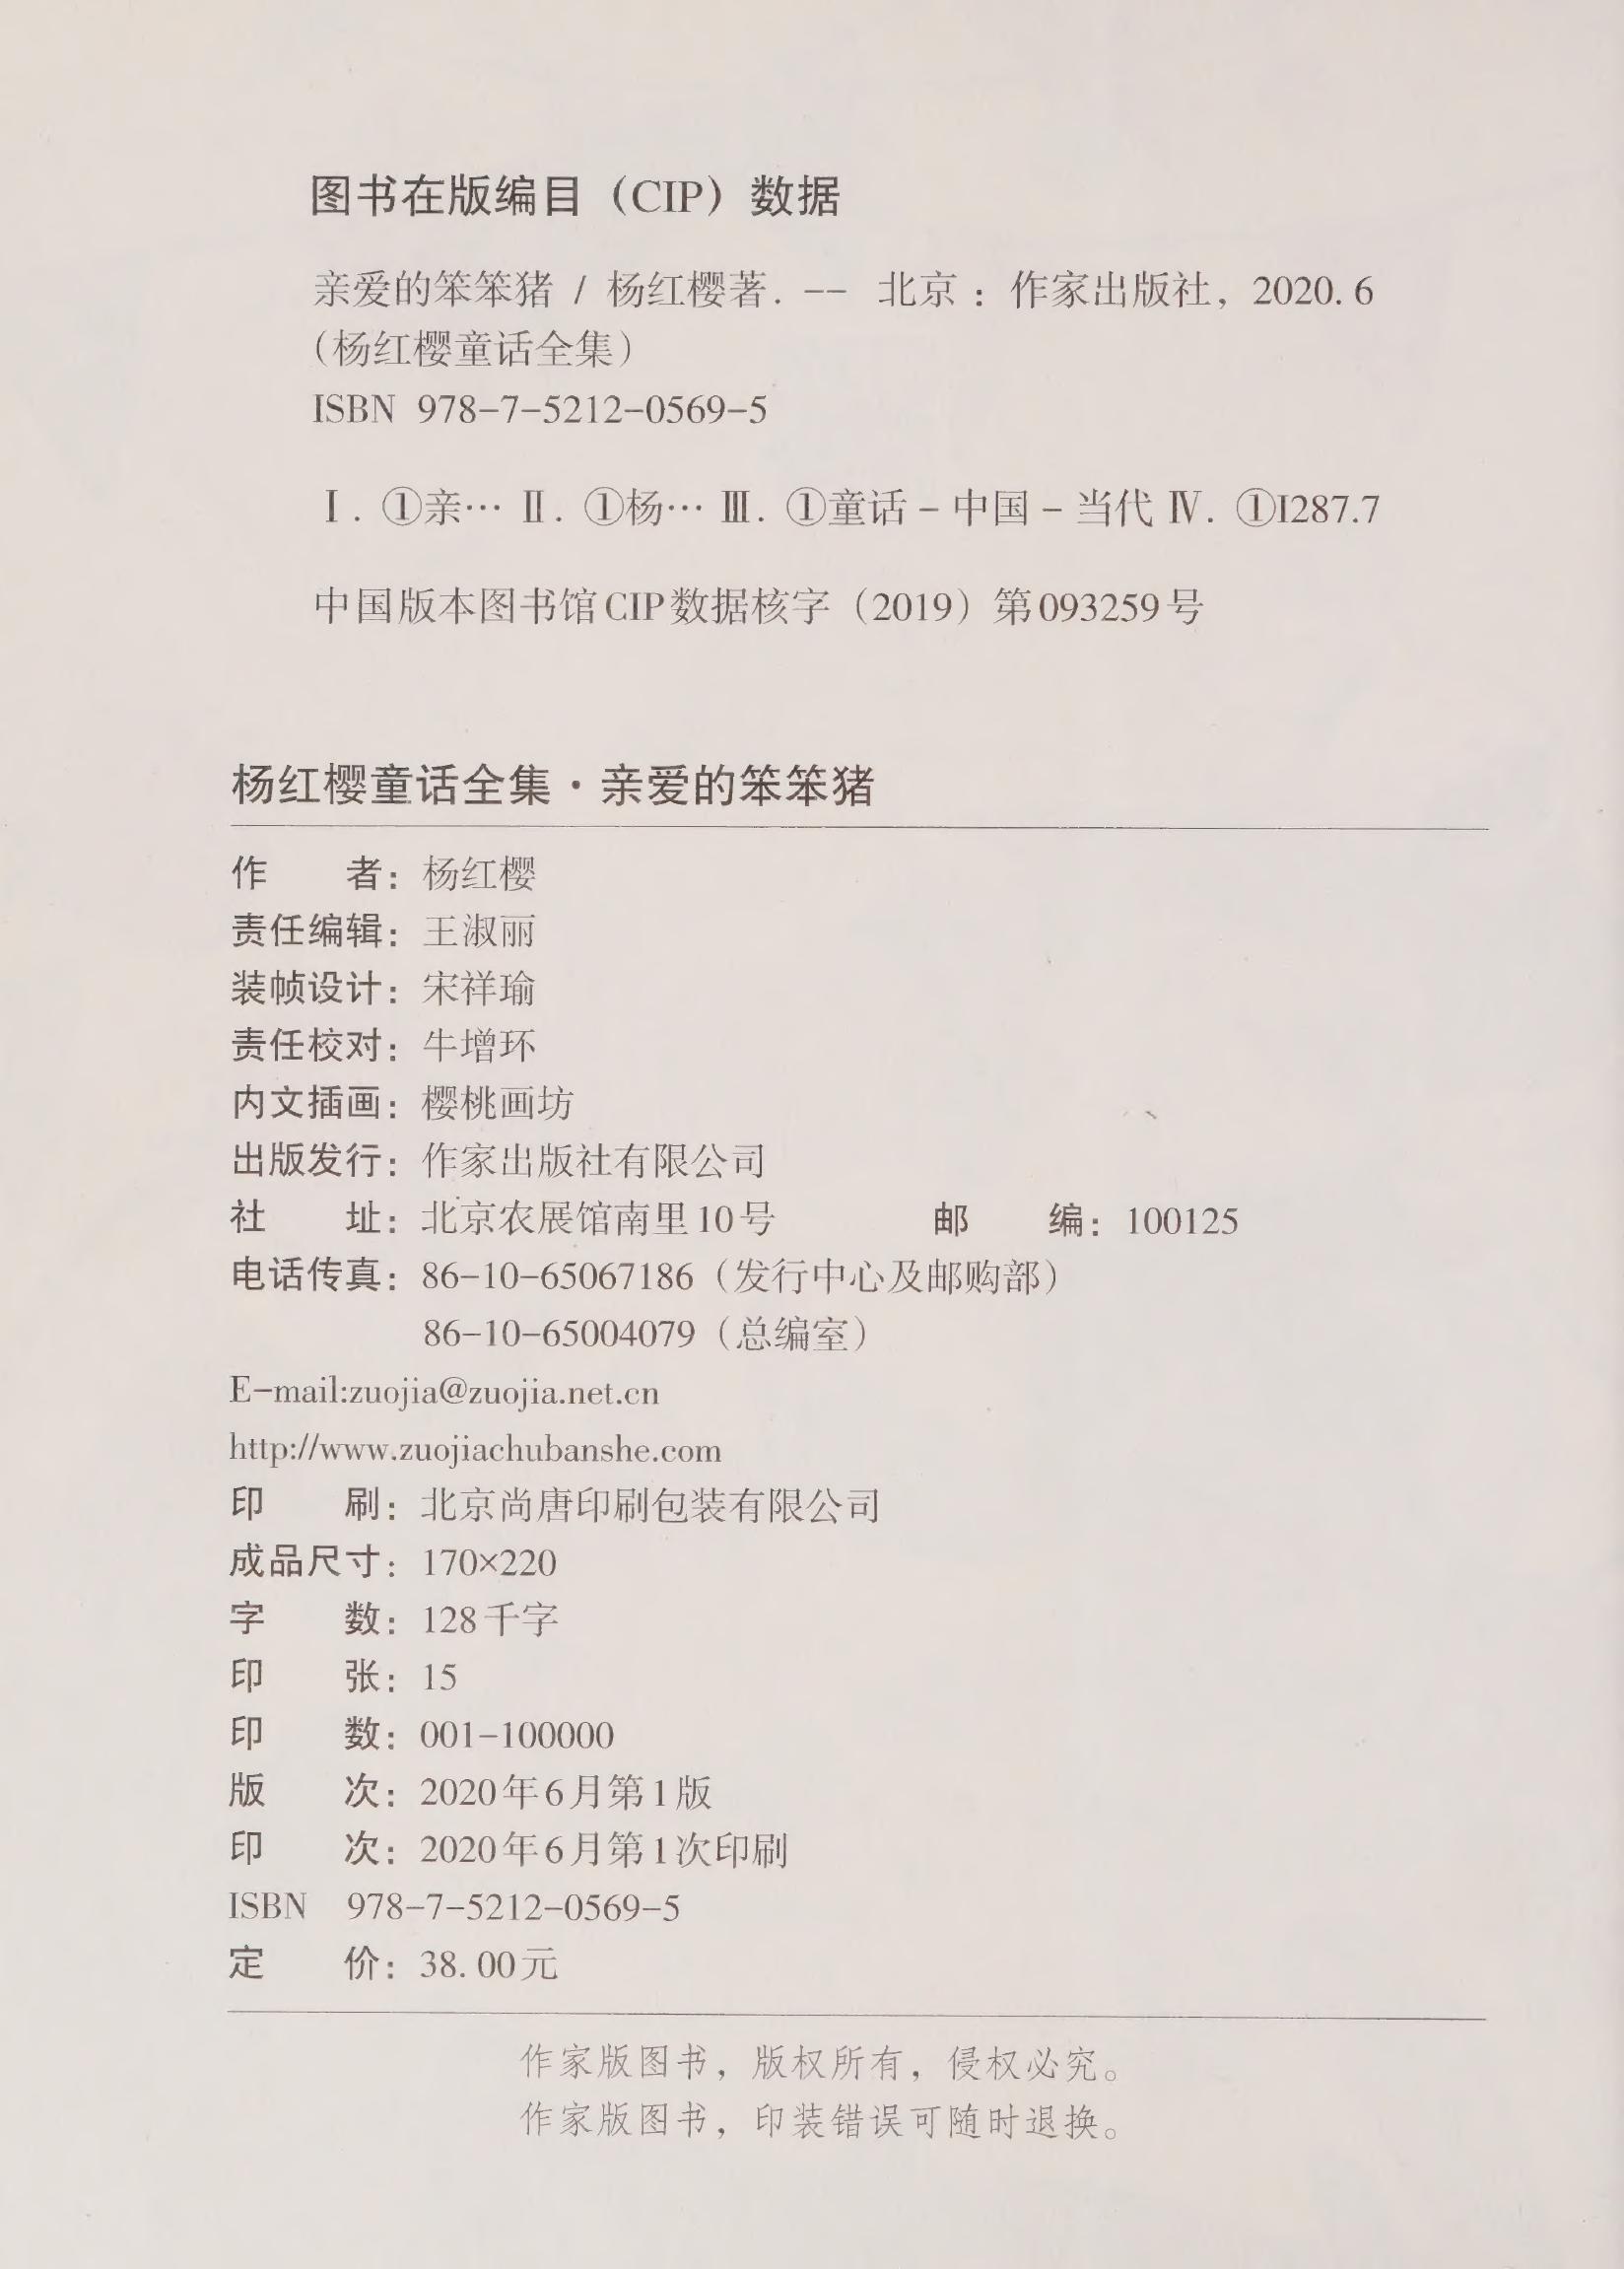 图书在版编目（CIP）数据
亲爱的笨笨猪 / 杨红樱著. -- 北京：作家出版社，2020.6
（杨红樱童话全集）
ISBN 978-7-5212-0569-5
Ⅰ. ①亲… Ⅱ. ①杨… Ⅲ. ①童话－中国－当代 Ⅳ. ①I287.7
中国版本图书馆CIP数据核字（2019）第093259号
杨红樱童话全集·亲爱的笨笨猪
作　　者：杨红樱
责任编辑：王淑丽
装帧设计：宋祥瑜
责任校对：牛增环
内文插画：樱桃画坊
出版发行：作家出版社有限公司
社　　址：北京农展馆南里10号　　　　邮　　编：100125
电话传真：86-10-65067186（发行中心及邮购部）
86-10-65004079（总编室）
E-mail:zuojia@zuojia.net.cn
http://www.zuojiachubanshe.com
印　　刷：北京尚唐印刷包装有限公司
成品尺寸：170×220
字　　数：128千字
印　　张：15
印　　数：001-100000
版　　次：2020年6月第1版
印　　次：2020年6月第1次印刷
ISBN　978-7-5212-0569-5
定　　价：38.00元
作家版图书，版权所有，侵权必究。
作家版图书，印装错误可随时退换。